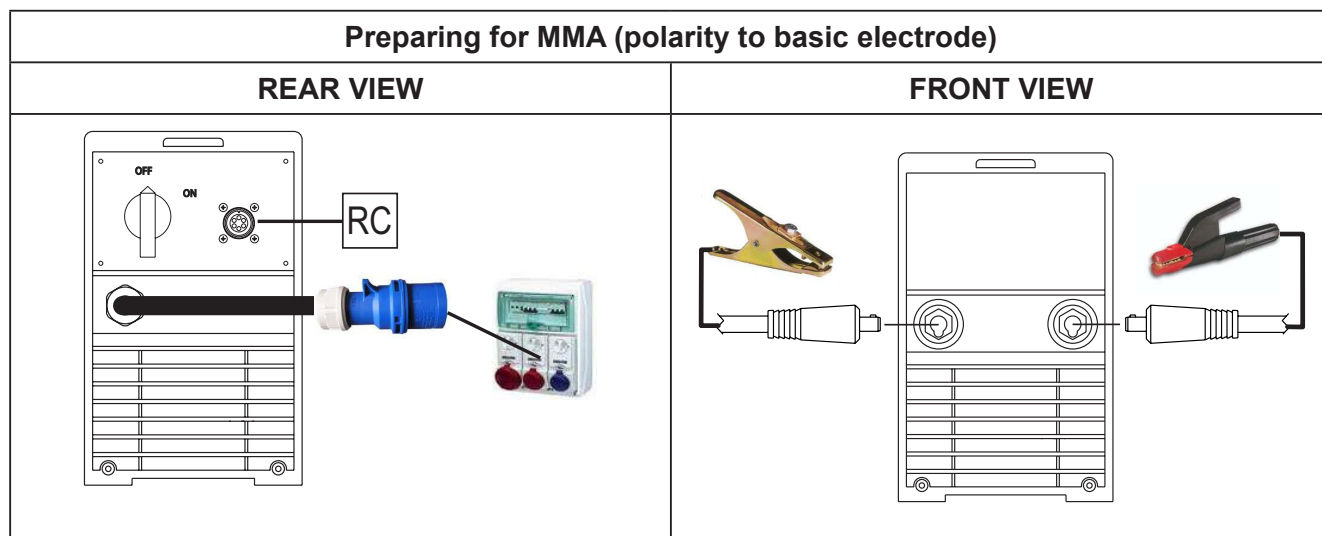 Preparing for MMA (polarity to basic electrode)
REAR VIEW
FRONT VIEW
OFF
ON
RC